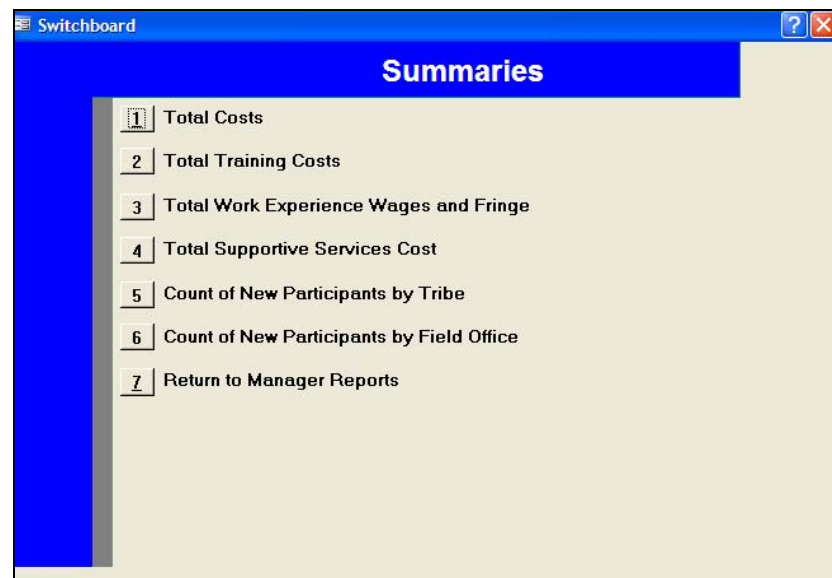 Switchboard
Summaries
1 Total Costs
2 Total Training Costs
3 Total Work Experience Wages and Fringe
4 Total Supportive Services Cost
5 Count of New Participants by Tribe
6 Count of New Participants by Field Office
7 Return to Manager Reports